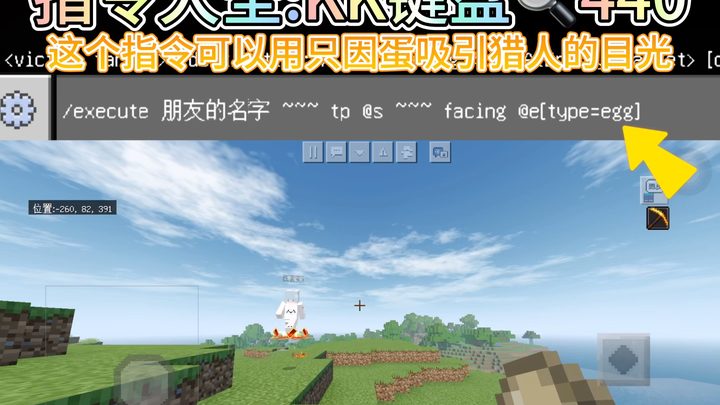 指令大全:KK键盘🔍440
这个指令可以用只因蛋吸引猎人的目光
/execute 朋友的名字 ~~~ tp @s ~~~ facing @e[type=egg]
位置:-260, 82, 391